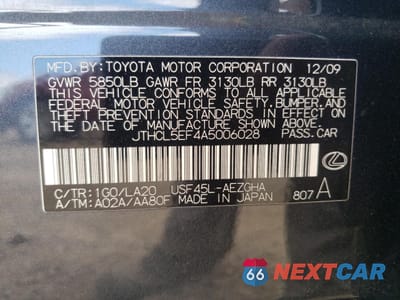 MFD. BY: TOYOTA MOTOR CORPORATION 12/09
GVWR 5850LB GAWR FR 3130LB RR 3130LB
THIS VEHICLE CONFORMS TO ALL APPLICABLE
FEDERAL MOTOR VEHICLE SAFETY, BUMPER, AND
THEFT PREVENTION STANDARDS IN EFFECT ON
THE DATE OF MANUFACTURE SHOWN ABOVE.
JTHCL5EF4A5006028 PASS. CAR
C/TR: 1G0/LA20 USF45L-AEZGHA
A/TM: A02A/AA80F MADE IN JAPAN 807 A
66 NEXTCAR